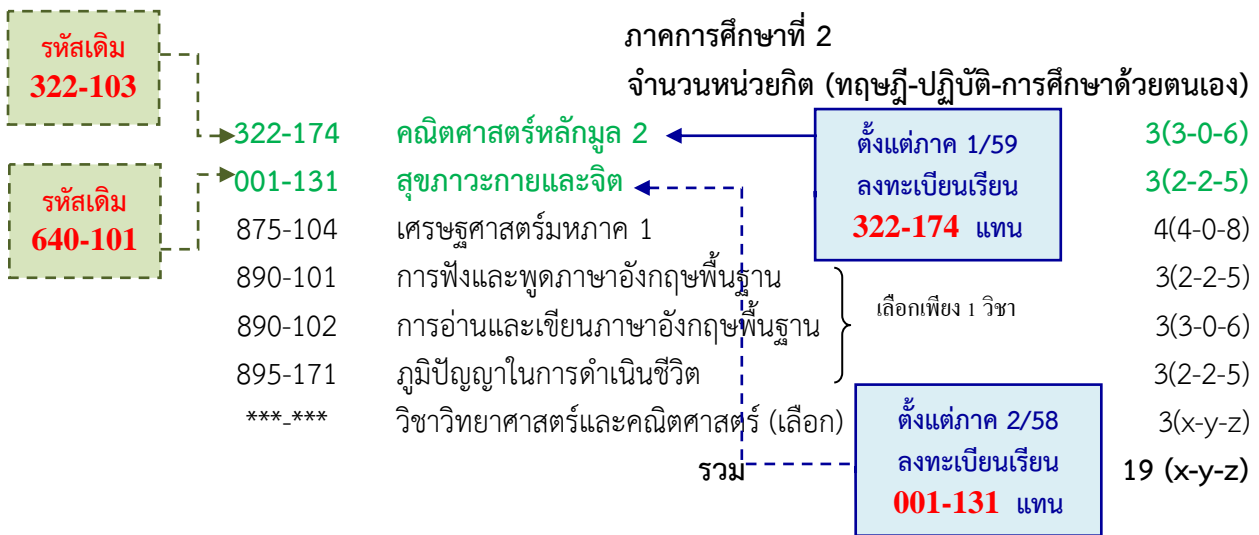 ภาคการศึกษาที่ 2
จำนวนหน่วยกิต (ทฤษฎี-ปฏิบัติ-การศึกษาด้วยตนเอง)
รหัสเดิม
322-103
322-174 คณิตศาสตร์หลักมูล 2 3(3-0-6)
001-131 สุขภาวะกายและจิต 3(2-2-5)
รหัสเดิม
640-101
ตั้งแต่ภาค 1/59
ลงทะเบียนเรียน
322-174 แทน
875-104 เศรษฐศาสตร์มหภาค 1 4(4-0-8)
890-101 การฟังและพูดภาษาอังกฤษพื้นฐาน 3(2-2-5)
890-102 การอ่านและเขียนภาษาอังกฤษพื้นฐาน 3(3-0-6)
เลือกเพียง 1 วิชา
895-171 ภูมิปัญญาในการดำเนินชีวิต 3(2-2-5)
***-*** วิชาวิทยาศาสตร์และคณิตศาสตร์ (เลือก) 3(x-y-z)
รวม 19 (x-y-z)
ตั้งแต่ภาค 2/58
ลงทะเบียนเรียน
001-131 แทน